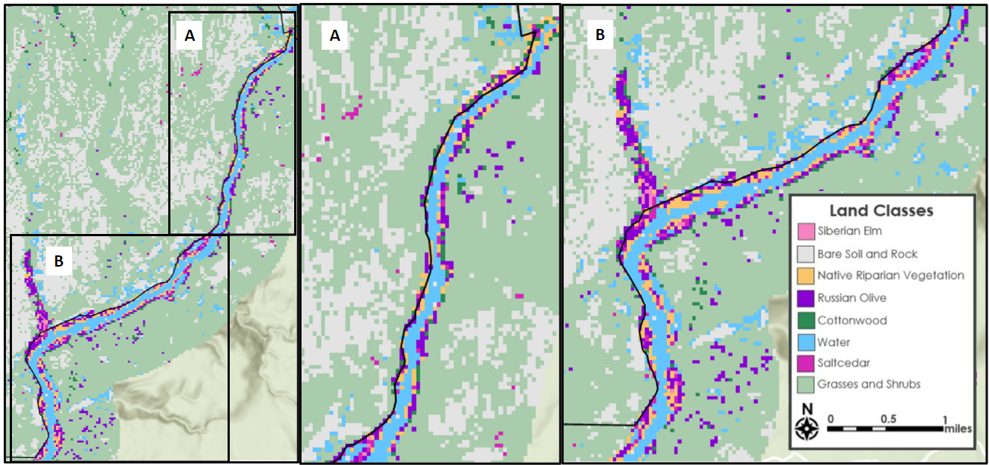 A
B
A
B
Land Classes
Siberian Elm
Bare Soil and Rock
Native Riparian Vegetation
Russian Olive
Cottonwood
Water
Saltcedar
Grasses and Shrubs
N
0 0.5 1
miles